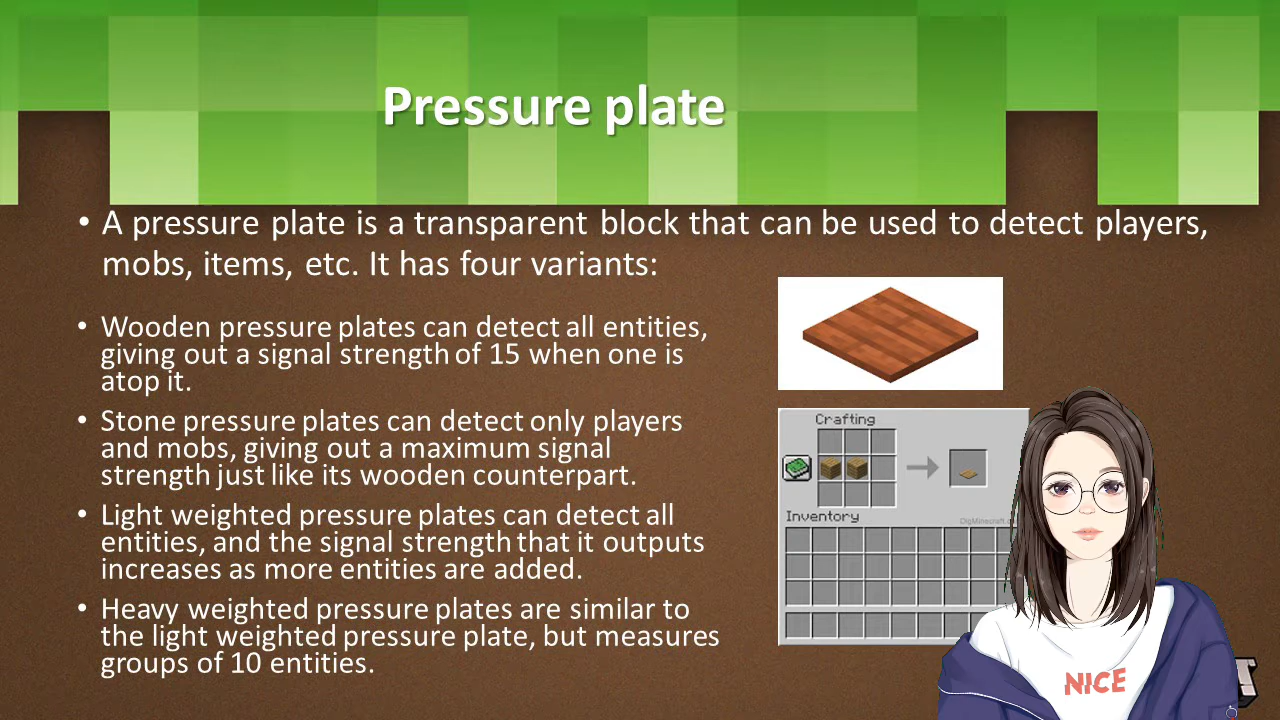 Pressure plate
• A pressure plate is a transparent block that can be used to detect players,
mobs, items, etc. It has four variants:
• Wooden pressure plates can detect all entities,
giving out a signal strength of 15 when one is
atop it.
• Stone pressure plates can detect only players
and mobs, giving out a maximum signal
strength just like its wooden counterpart.
• Light weighted pressure plates can detect all
entities, and the signal strength that it outputs
increases as more entities are added.
• Heavy weighted pressure plates are similar to
the light weighted pressure plate, but measures
groups of 10 entities.
Crafting
Inventory
NICE